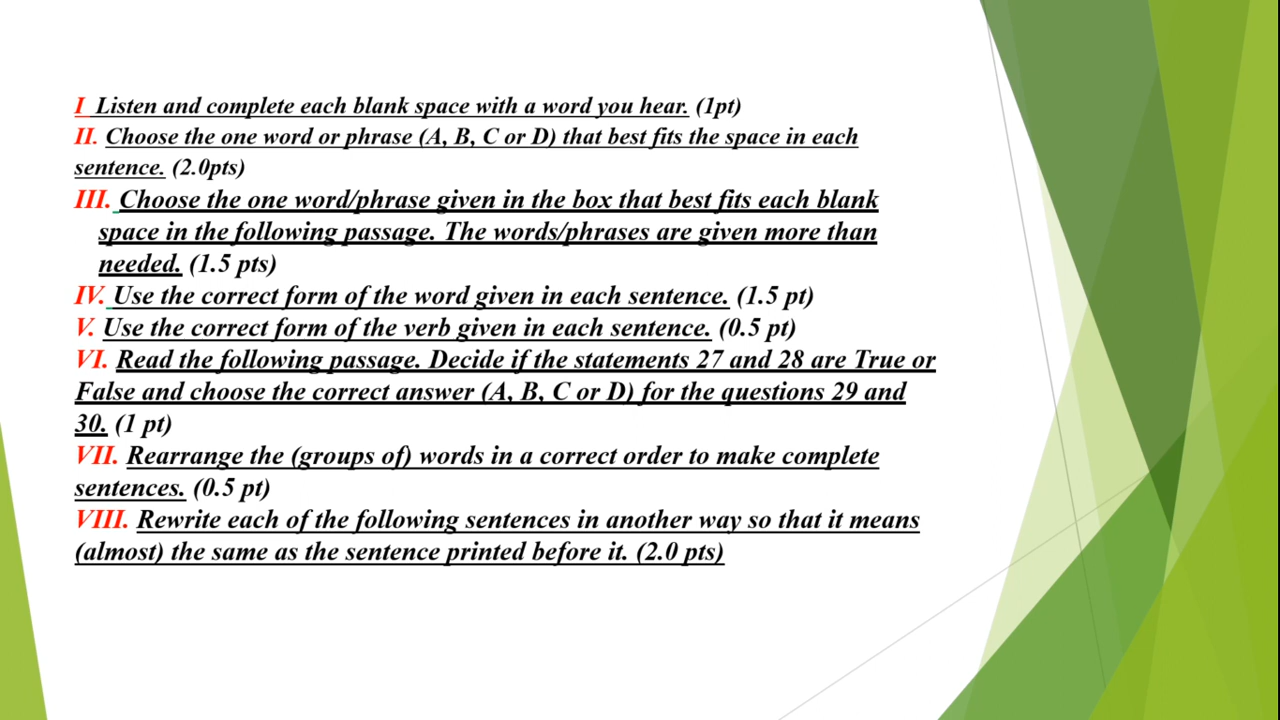 I Listen and complete each blank space with a word you hear. (1pt)
II. Choose the one word or phrase (A, B, C or D) that best fits the space in each
sentence. (2.0pts)
III. Choose the one word/phrase given in the box that best fits each blank
space in the following passage. The words/phrases are given more than
needed. (1.5 pts)
IV. Use the correct form of the word given in each sentence. (1.5 pt)
V. Use the correct form of the verb given in each sentence. (0.5 pt)
VI. Read the following passage. Decide if the statements 27 and 28 are True or
False and choose the correct answer (A, B, C or D) for the questions 29 and
30. (1 pt)
VII. Rearrange the (groups of) words in a correct order to make complete
sentences. (0.5 pt)
VIII. Rewrite each of the following sentences in another way so that it means
(almost) the same as the sentence printed before it. (2.0 pts)